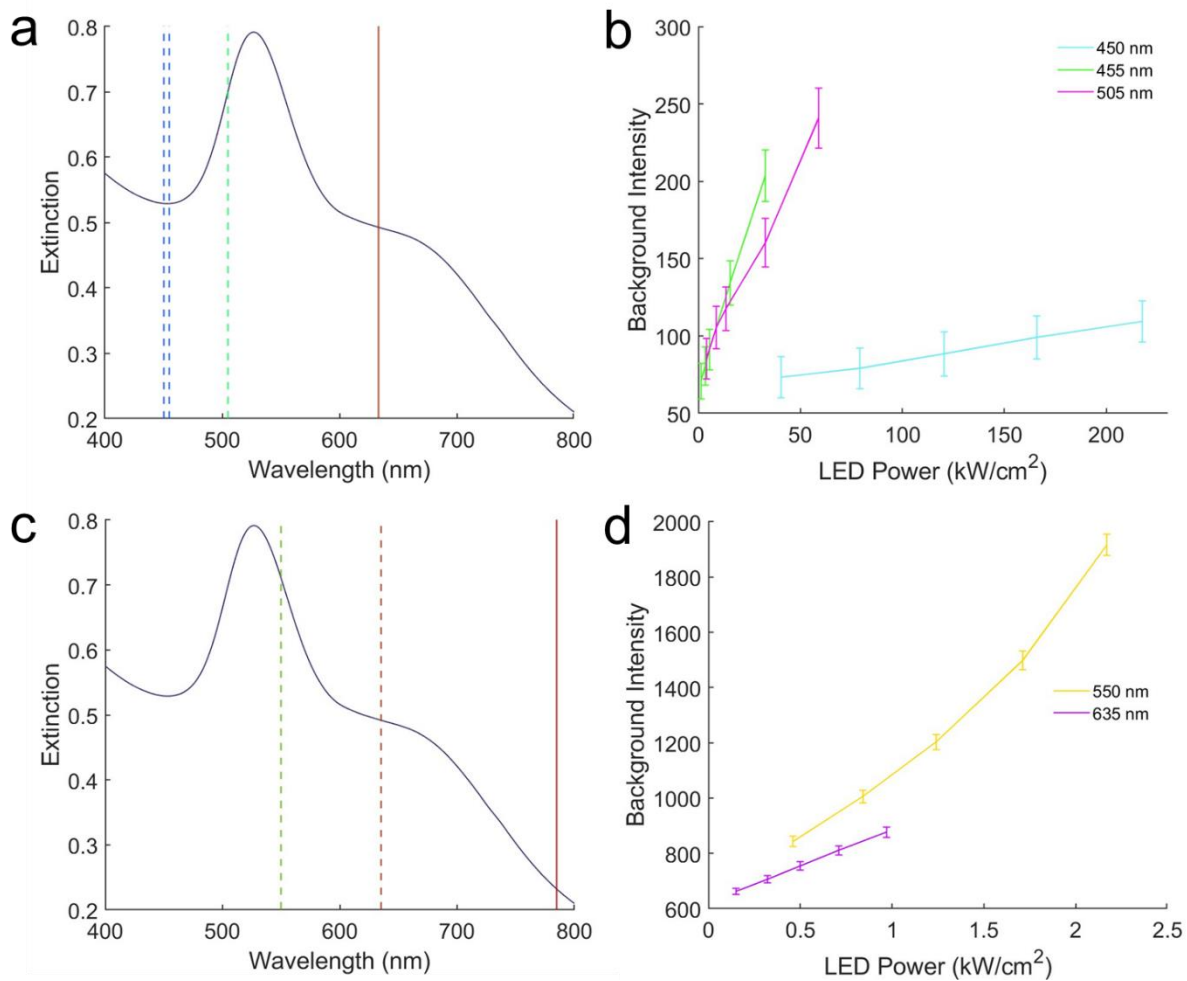 a
0.8
0.7
0.6
0.5
0.4
0.3
0.2
Extinction
400
500
600
700
800
Wavelength (nm)
b
300
250
200
150
100
50
Background Intensity
450 nm
455 nm
505 nm
0
50
100
150
200
LED Power (kW/cm²)
c
0.8
0.7
0.6
0.5
0.4
0.3
0.2
Extinction
400
500
600
700
800
Wavelength (nm)
d
2000
1800
1600
1400
1200
1000
800
600
Background Intensity
550 nm
635 nm
0
0.5
1
1.5
2
2.5
LED Power (kW/cm²)